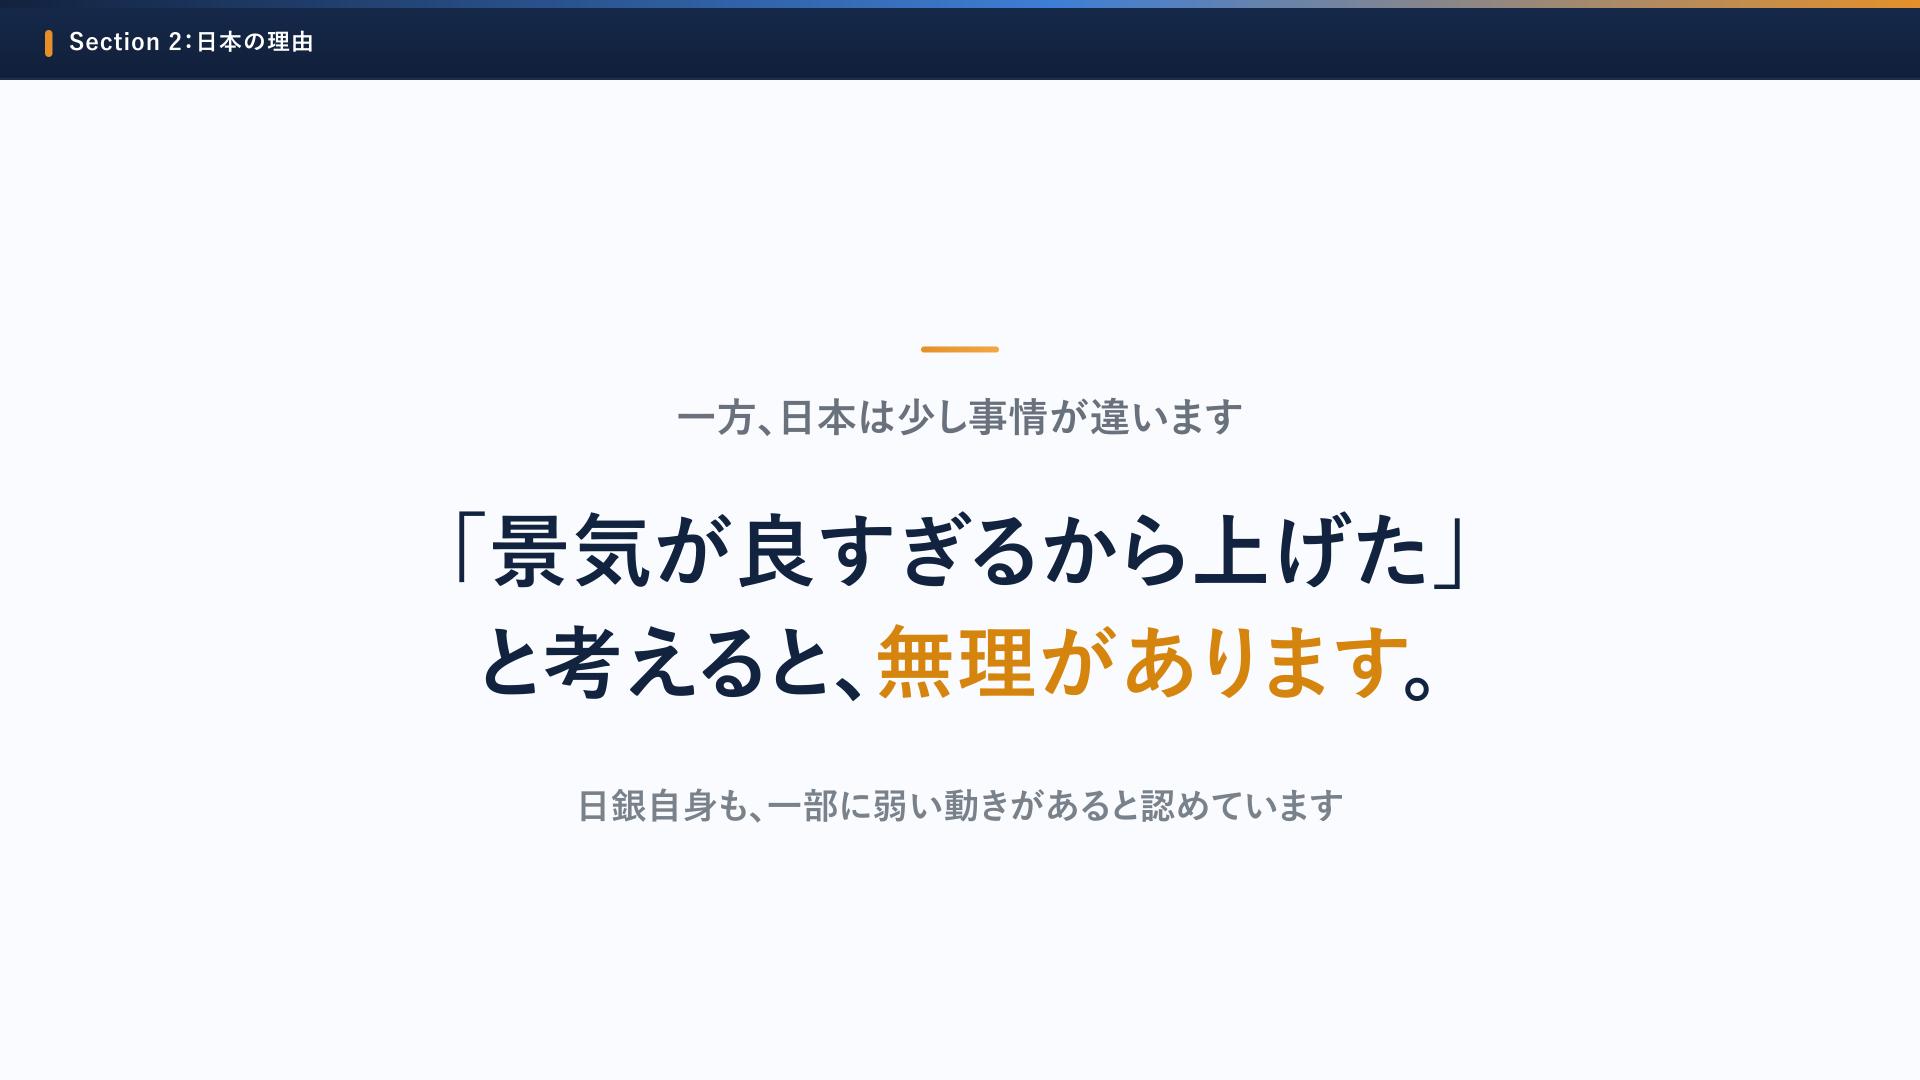 Section 2：日本の理由
一方、日本は少し事情が違います
「景気が良すぎるから上げた」
と考えると、無理があります。
日銀自身も、一部に弱い動きがあると認めています